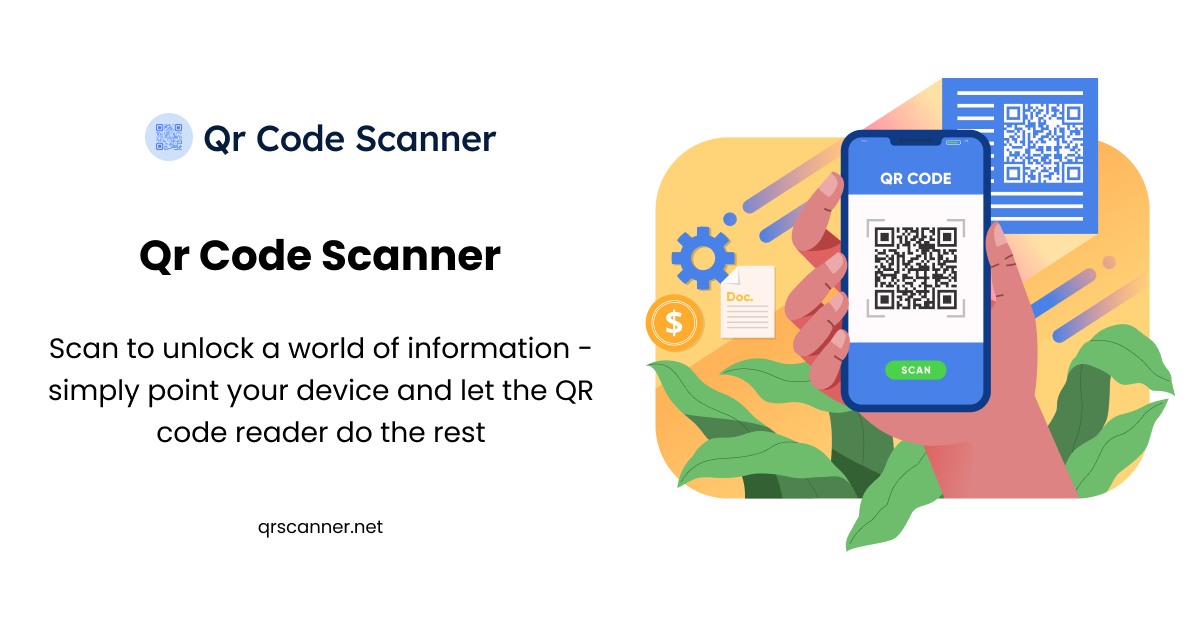 Qr Code Scanner
Qr Code Scanner
Scan to unlock a world of information -
simply point your device and let the QR
code reader do the rest
qrscanner.net
QR CODE
Doc.
$
SCAN